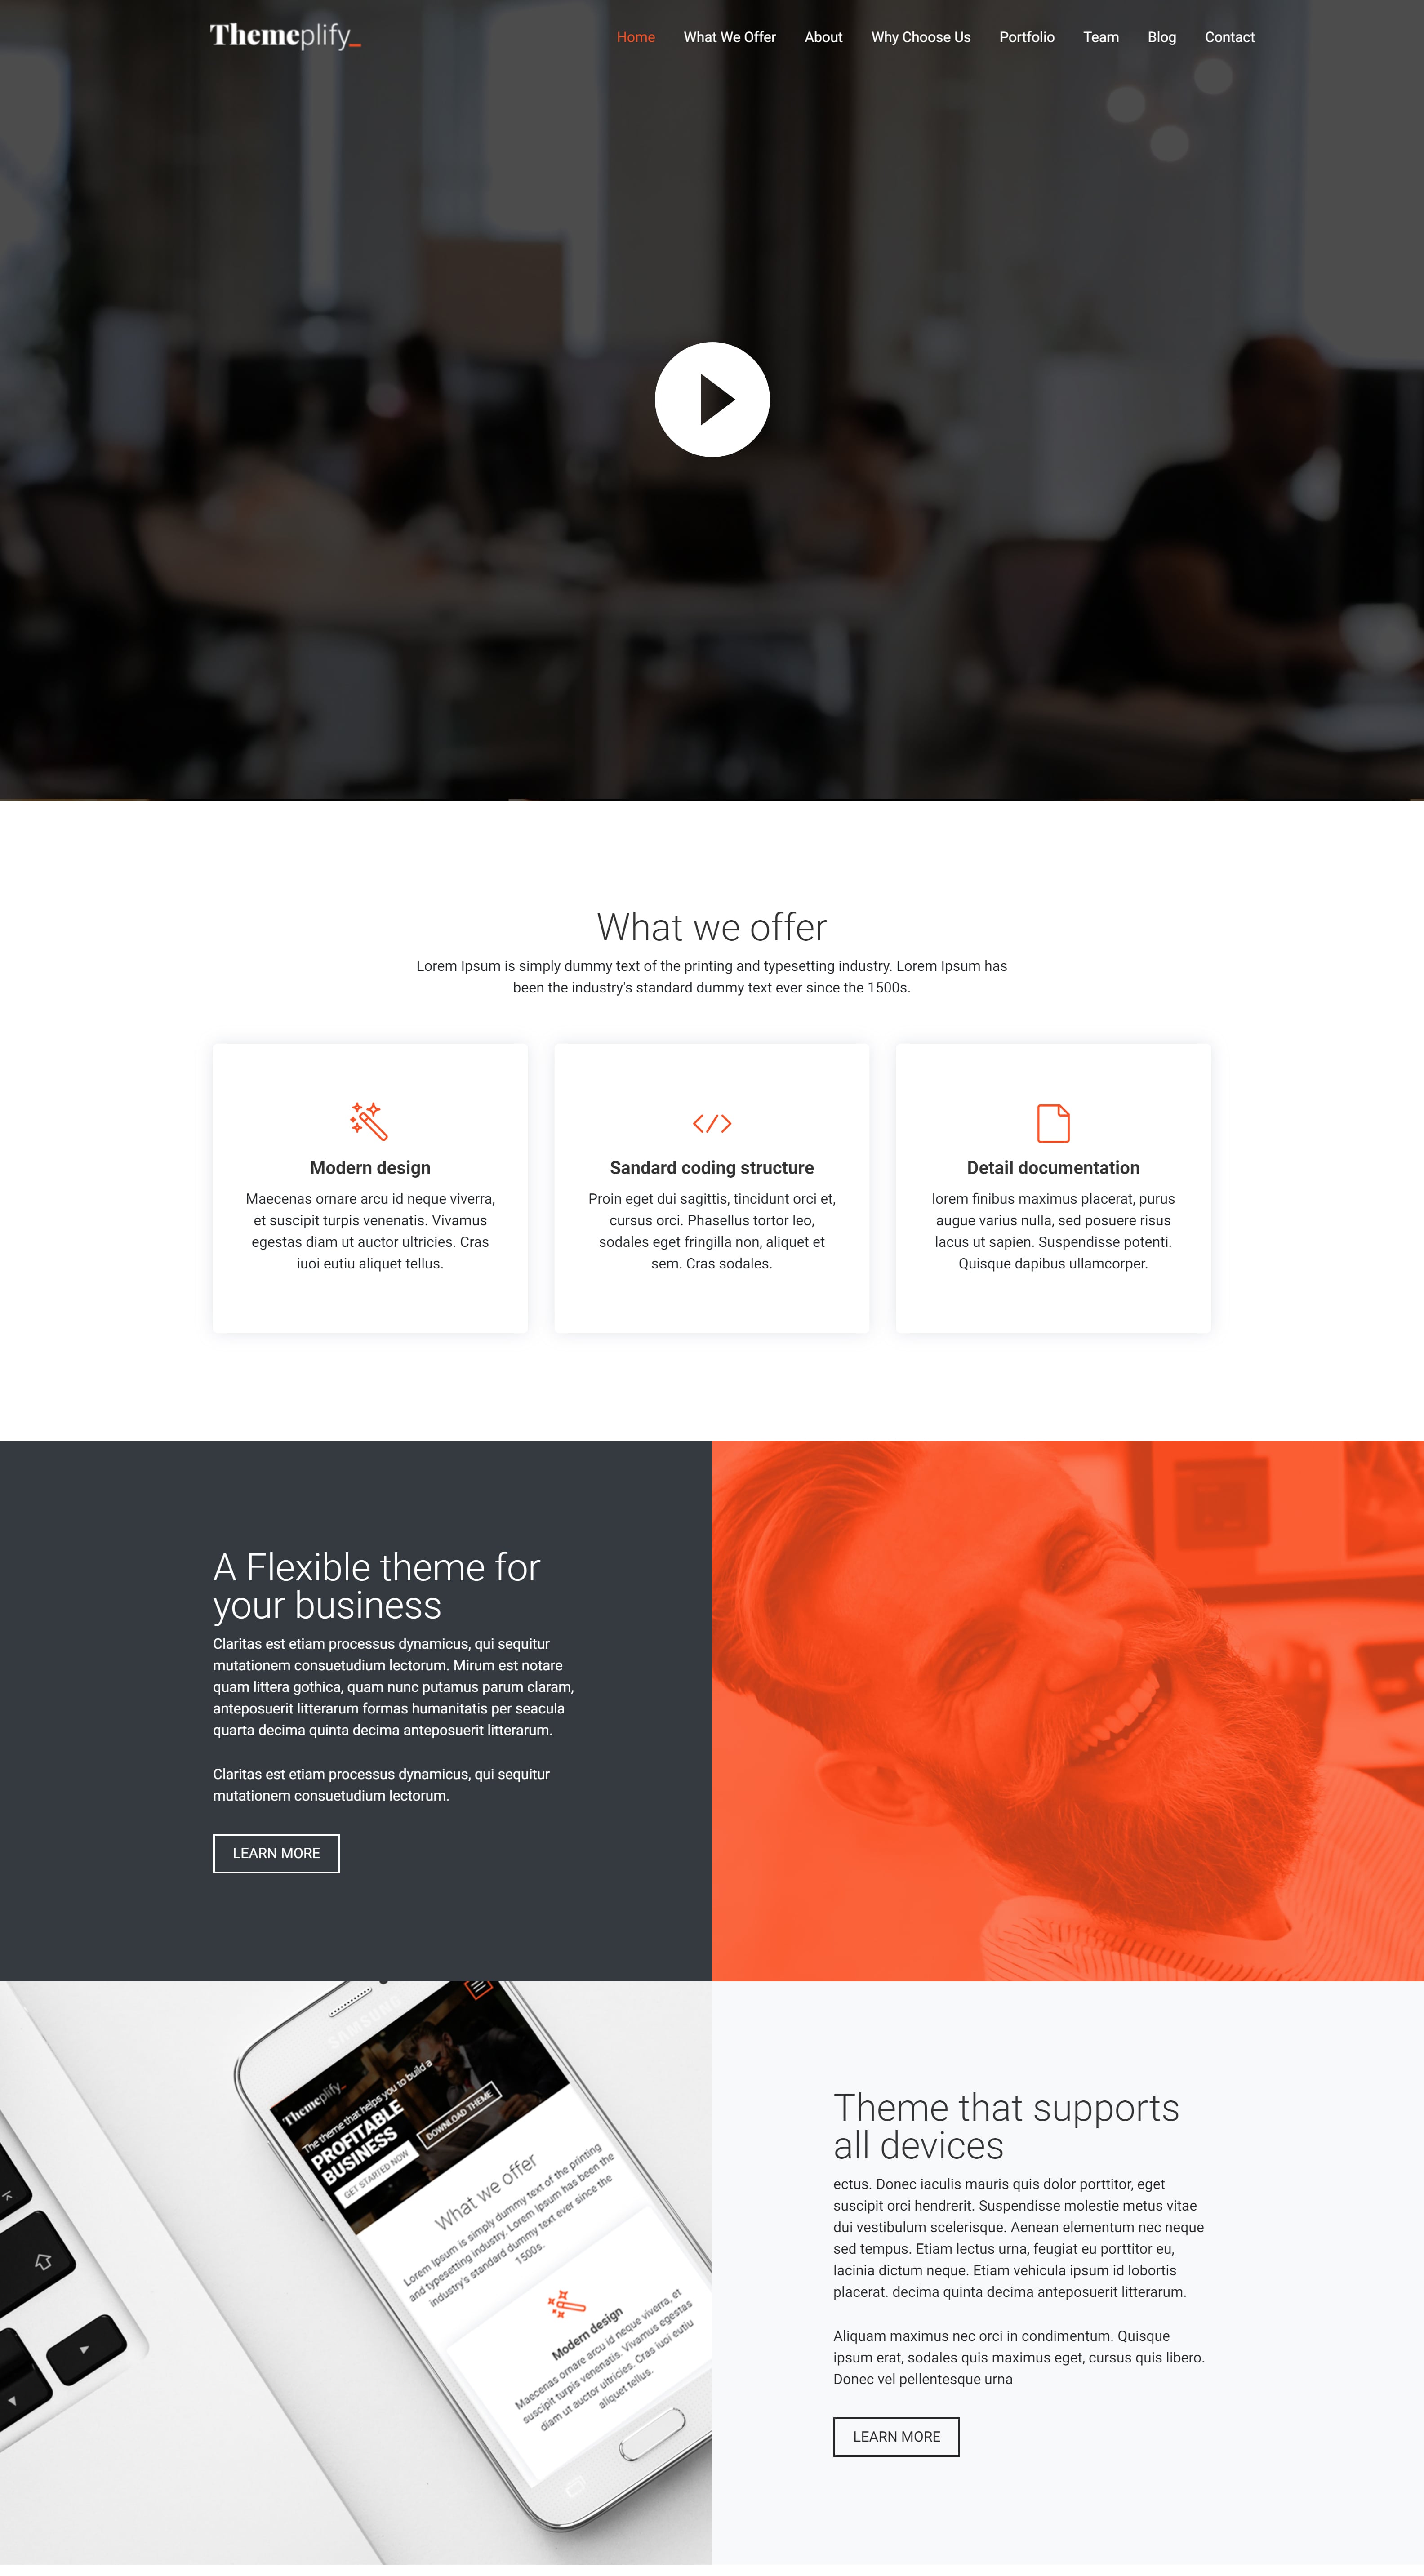 Themeplify_
Home What We Offer About Why Choose Us Portfolio Team Blog Contact
What we offer
Lorem Ipsum is simply dummy text of the printing and typesetting industry. Lorem Ipsum has
been the industry's standard dummy text ever since the 1500s.
Modern design
Maecenas ornare arcu id neque viverra,
et suscipit turpis venenatis. Vivamus
egestas diam ut auctor ultricies. Cras
iuoi eutiu aliquet tellus.
Sandard coding structure
Proin eget dui sagittis, tincidunt orci et,
cursus orci. Phasellus tortor leo,
sodales eget fringilla non, aliquet et
sem. Cras sodales.
Detail documentation
lorem finibus maximus placerat, purus
augue varius nulla, sed posuere risus
lacus ut sapien. Suspendisse potenti.
Quisque dapibus ullamcorper.
A Flexible theme for
your business
Claritas est etiam processus dynamicus, qui sequitur
mutationem consuetudium lectorum. Mirum est notare
quam littera gothica, quam nunc putamus parum claram,
anteposuerit litterarum formas humanitatis per seacula
quarta decima quinta decima anteposuerit litterarum.
Claritas est etiam processus dynamicus, qui sequitur
mutationem consuetudium lectorum.
LEARN MORE
SAMSUNG
Themeplify_
The theme that helps you to build a
PROFITABLE
BUSINESS
GET STARTED NOW
DOWNLOAD THEME
What we offer
Lorem Ipsum is simply dummy text of the printing
and typesetting industry. Lorem Ipsum has been the
industry's standard dummy text ever since the
1500s.
Modern design
Maecenas ornare arcu id neque viverra, et
suscipit turpis venenatis. Vivamus egestas
diam ut auctor ultricies. Cras iuoi eutiu
aliquet tellus.
Theme that supports
all devices
ectus. Donec iaculis mauris quis dolor porttitor, eget
suscipit orci hendrerit. Suspendisse molestie metus vitae
dui vestibulum scelerisque. Aenean elementum nec neque
sed tempus. Etiam lectus urna, feugiat eu porttitor eu,
lacinia dictum neque. Etiam vehicula ipsum id lobortis
placerat. decima quinta decima anteposuerit litterarum.
Aliquam maximus nec orci in condimentum. Quisque
ipsum erat, sodales quis maximus eget, cursus quis libero.
Donec vel pellentesque urna
LEARN MORE